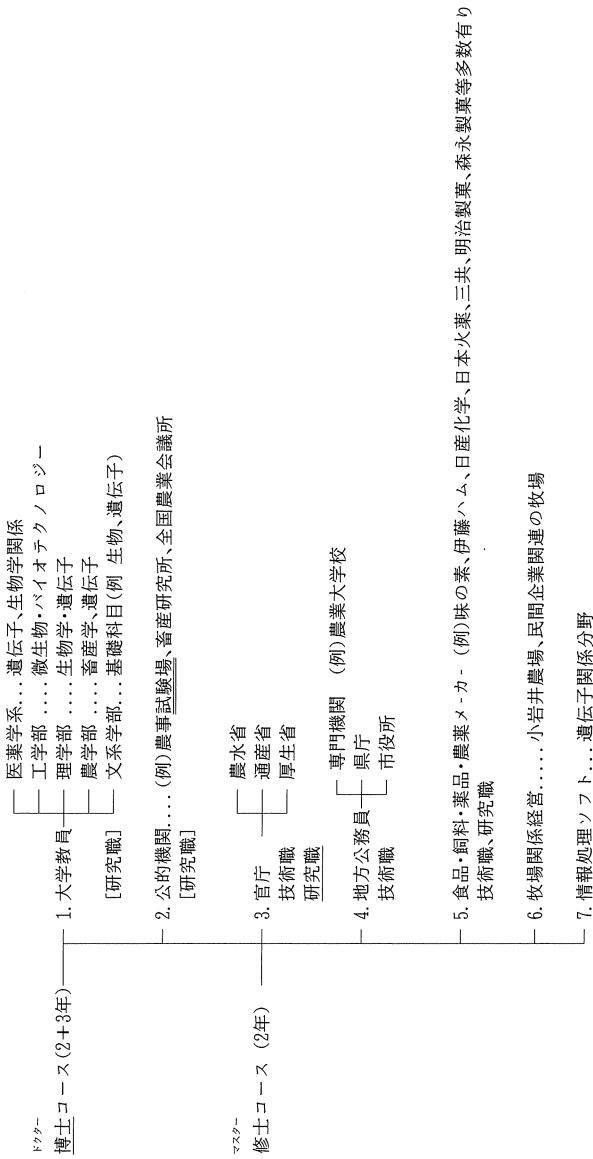 ドクター
博士コース(2+3年)
1. 大学教員
[研究職]
医薬学系...遺伝子、生物学関係
工学部 ....微生物・バイオテクノロジー
理学部 .....生物学・遺伝子
農学部 .....畜産学、遺伝子
文系学部...基礎科目(例 生物、遺伝子)
2. 公的機関....(例)農事試験場、畜産研究所、全国農業会議所
[研究職]
マスター
修士コース(2年)
3. 官庁
技術職
研究職
農水省
通産省
厚生省
4. 地方公務員
技術職
専門機関 (例)農業大学校
県庁
市役所
5. 食品・飼料・薬品・農薬メーカー(例)味の素、伊藤ハム、日産化学、日本火薬、三共、明治製菓、森永製菓等多数有り
技術職、研究職
6. 牧場関係経営.....小岩井農場、民間企業関連の牧場
7. 情報処理ソフト...遺伝子関係分野